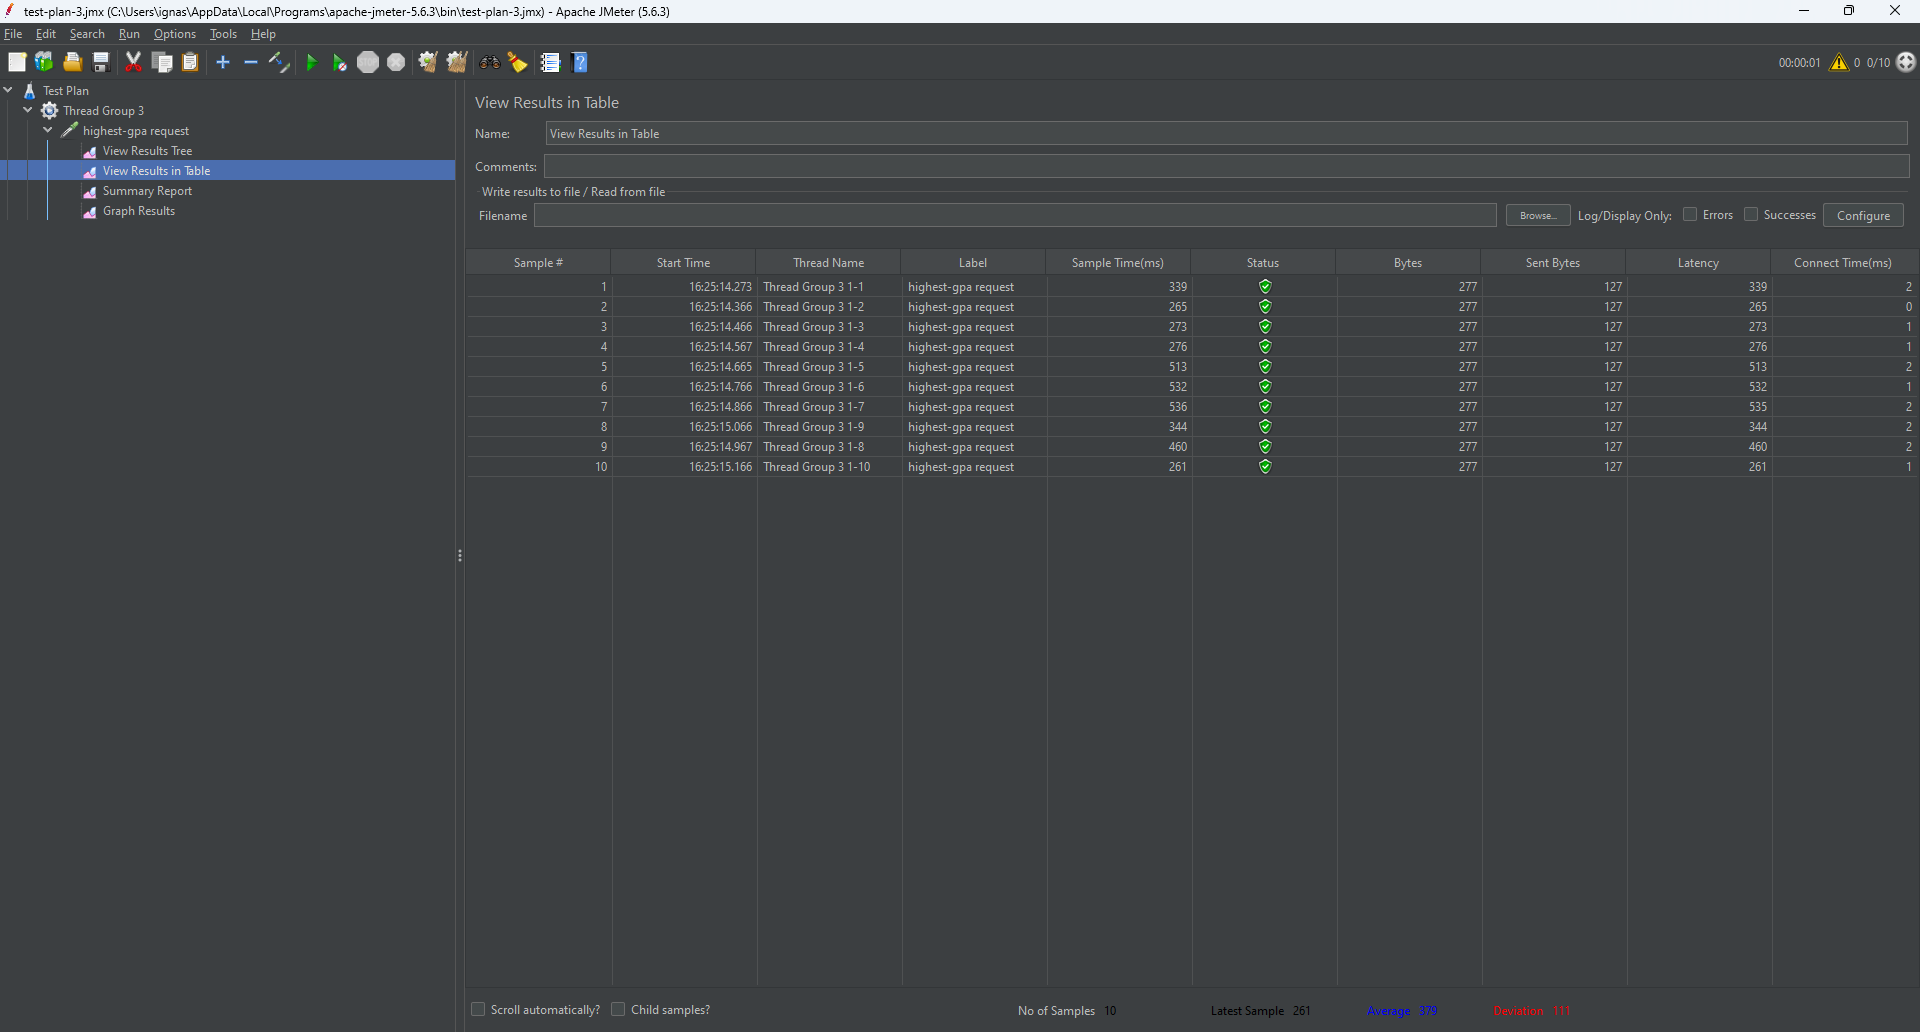 test-plan-3.jmx (C:\Users\ignas\AppData\Local\Programs\apache-jmeter-5.6.3\bin\test-plan-3.jmx) - Apache JMeter (5.6.3)
File Edit Search Run Options Tools Help
STOP ? 00:00:01 0 0/10
Test Plan
Thread Group 3
highest-gpa request
View Results Tree
View Results in Table
Summary Report
Graph Results
View Results in Table
Name: View Results in Table
Comments:
Write results to file / Read from file
Filename Browse... Log/Display Only: Errors Successes Configure
Sample # Start Time Thread Name Label Sample Time(ms) Status Bytes Sent Bytes Latency Connect Time(ms)
1 16:25:14.273 Thread Group 3 1-1 highest-gpa request 339 277 127 339 2
2 16:25:14.366 Thread Group 3 1-2 highest-gpa request 265 277 127 265 0
3 16:25:14.466 Thread Group 3 1-3 highest-gpa request 273 277 127 273 1
4 16:25:14.567 Thread Group 3 1-4 highest-gpa request 276 277 127 276 1
5 16:25:14.665 Thread Group 3 1-5 highest-gpa request 513 277 127 513 2
6 16:25:14.766 Thread Group 3 1-6 highest-gpa request 532 277 127 532 1
7 16:25:14.866 Thread Group 3 1-7 highest-gpa request 536 277 127 535 2
8 16:25:15.066 Thread Group 3 1-9 highest-gpa request 344 277 127 344 2
9 16:25:14.967 Thread Group 3 1-8 highest-gpa request 460 277 127 460 2
10 16:25:15.166 Thread Group 3 1-10 highest-gpa request 261 277 127 261 1
Scroll automatically? Child samples? No of Samples 10 Latest Sample 261 Average 379 Deviation 111